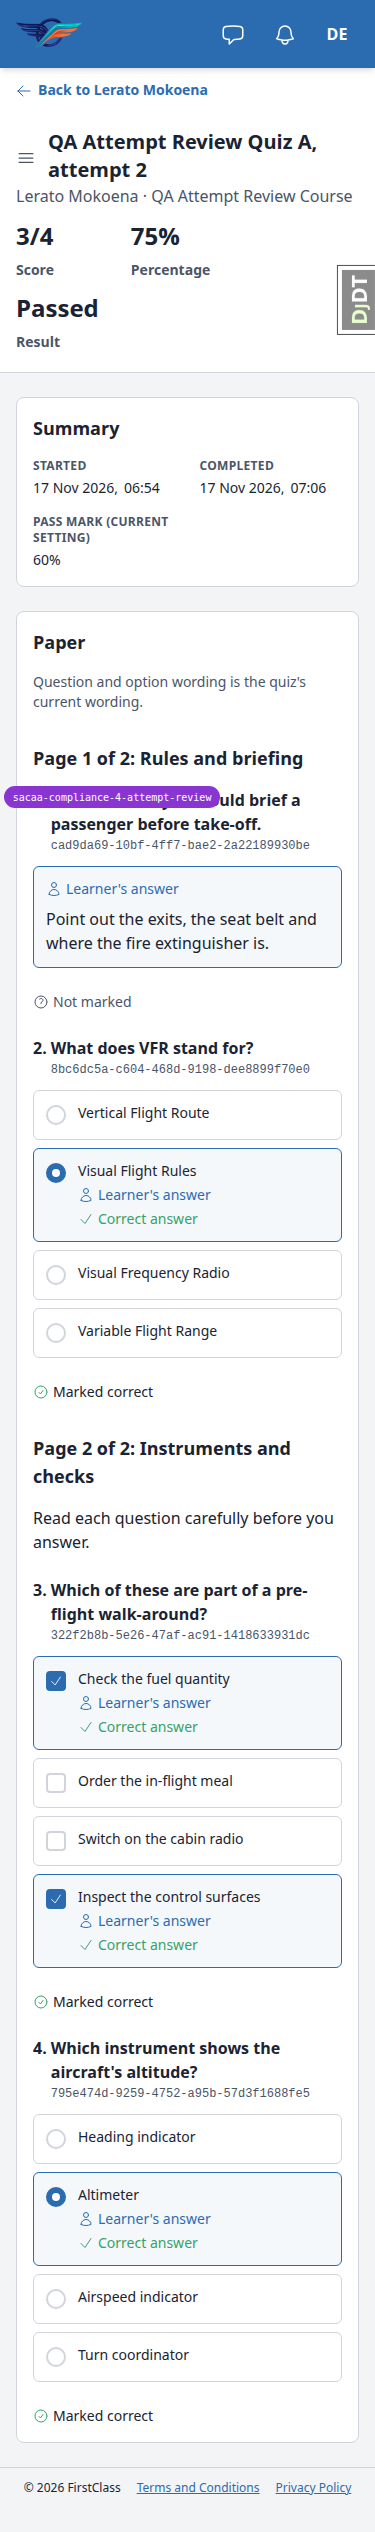 DE
Back to Lerato Mokoena
QA Attempt Review Quiz A,
attempt 2
Lerato Mokoena · QA Attempt Review Course
3/4
75%
Score
Percentage
DjDT
Passed
Result
Summary
STARTED
COMPLETED
17 Nov 2026, 06:54
17 Nov 2026, 07:06
PASS MARK (CURRENT
SETTING)
60%
Paper
Question and option wording is the quiz's
current wording.
Page 1 of 2: Rules and briefing
sacaa-compliance-4-attempt-review
brief a
passenger before take-off.
cad9da69-10bf-4ff7-bae2-2a22189930be
Learner's answer
Point out the exits, the seat belt and
where the fire extinguisher is.
Not marked
2. What does VFR stand for?
8bc6dc5a-c604-468d-9198-dee8899f70e0
Vertical Flight Route
Visual Flight Rules
Learner's answer
Correct answer
Visual Frequency Radio
Variable Flight Range
Marked correct
Page 2 of 2: Instruments and
checks
Read each question carefully before you
answer.
3. Which of these are part of a pre-
flight walk-around?
322f2b8b-5e26-47af-ac91-1418633931dc
Check the fuel quantity
Learner's answer
Correct answer
Order the in-flight meal
Switch on the cabin radio
Inspect the control surfaces
Learner's answer
Correct answer
Marked correct
4. Which instrument shows the
aircraft's altitude?
795e474d-9259-4752-a95b-57d3f1688fe5
Heading indicator
Altimeter
Learner's answer
Correct answer
Airspeed indicator
Turn coordinator
Marked correct
© 2026 FirstClass
Terms and Conditions
Privacy Policy